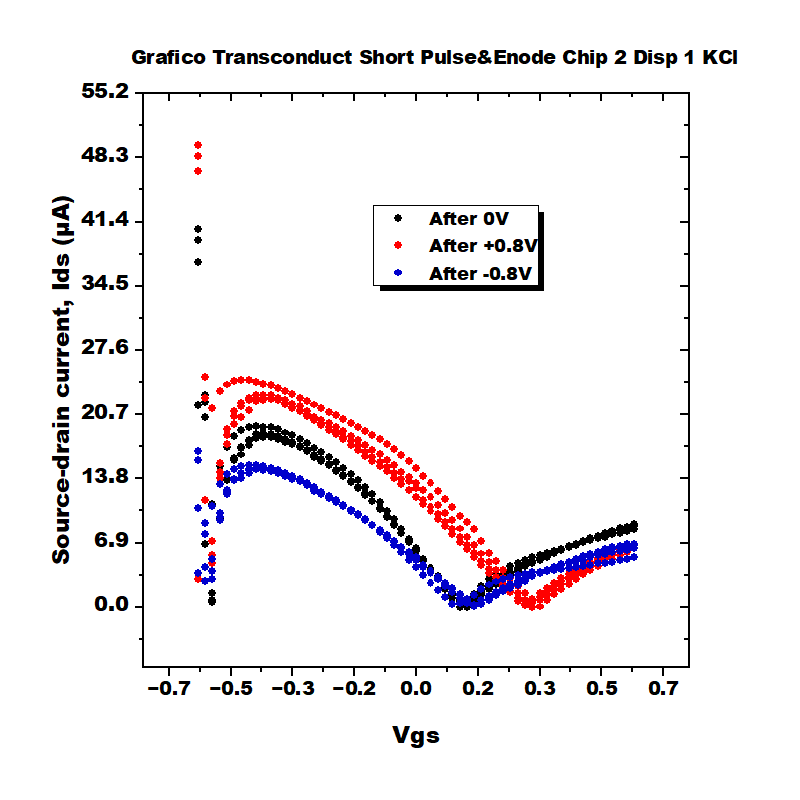 Grafico Transconduct Short Pulse&Enode Chip 2 Disp 1 KCl
55.2
48.3
41.4
34.5
27.6
20.7
13.8
6.9
0.0
Source-drain current, Ids (µA)
After 0V
After +0.8V
After -0.8V
−0.7 −0.5 −0.3 −0.2 0.0 0.2 0.3 0.5 0.7
Vgs